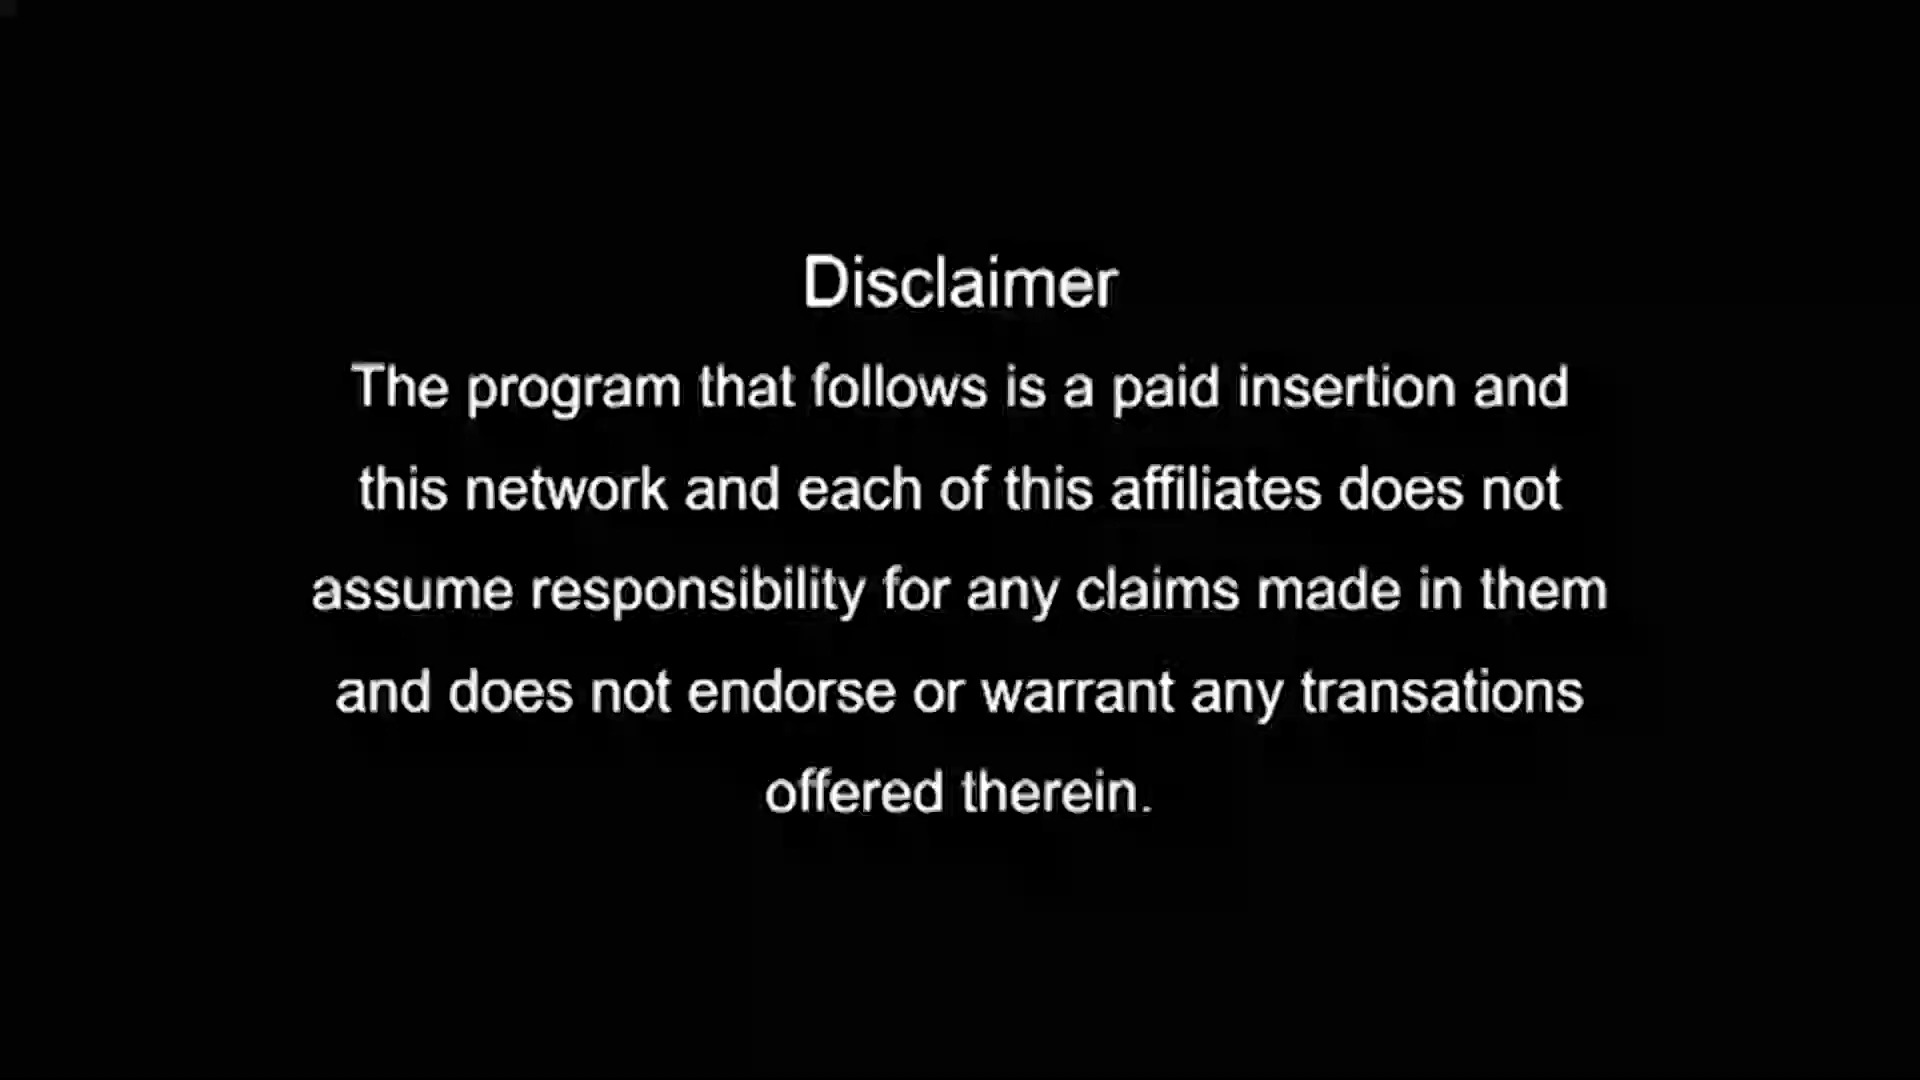 Disclaimer
The program that follows is a paid insertion and
this network and each of this affiliates does not
assume responsibility for any claims made in them
and does not endorse or warrant any transations
offered therein.